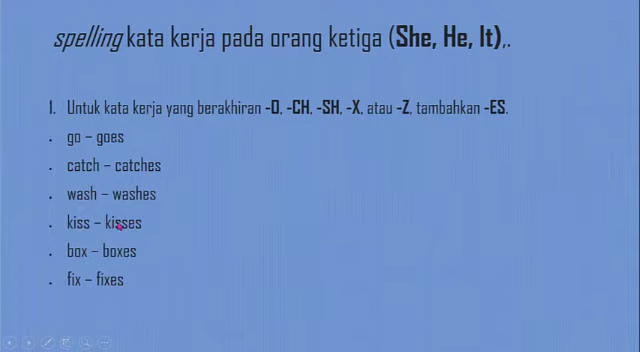 spelling kata kerja pada orang ketiga (She, He, It),.
1. Untuk kata kerja yang berakhiran -O, -CH, -SH, -X, atau -Z, tambahkan -ES.
• go – goes
• catch – catches
• wash – washes
• kiss – kisses
• box – boxes
• fix – fixes